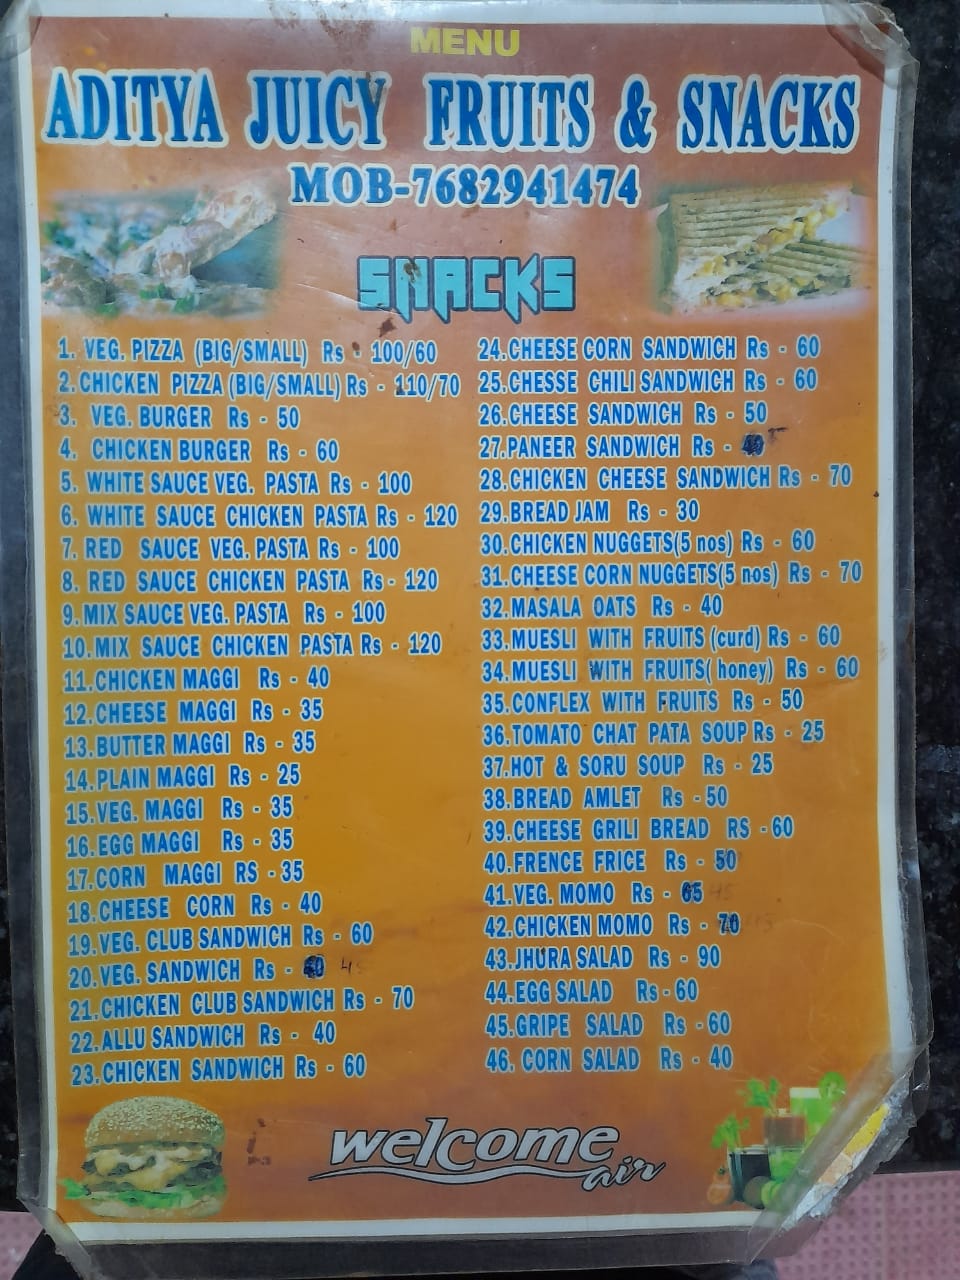 MENU
ADITYA JUICY FRUITS & SNACKS
MOB-7682941474
SNACKS
1. VEG. PIZZA (BIG/SMALL) Rs - 100/60
2.CHICKEN PIZZA(BIG/SMALL) Rs - 110/70
3. VEG. BURGER Rs - 50
4. CHICKEN BURGER Rs - 60
5. WHITE SAUCE VEG. PASTA Rs - 100
6. WHITE SAUCE CHICKEN PASTA Rs - 120
7. RED SAUCE VEG. PASTA Rs - 100
8. RED SAUCE CHICKEN PASTA Rs - 120
9.MIX SAUCE VEG. PASTA Rs - 100
10.MIX SAUCE CHICKEN PASTA Rs - 120
11.CHICKEN MAGGI Rs - 40
12.CHEESE MAGGI Rs - 35
13.BUTTER MAGGI Rs - 35
14.PLAIN MAGGI Rs - 25
15.VEG. MAGGI Rs - 35
16.EGG MAGGI Rs - 35
17.CORN MAGGI RS -35
18.CHEESE CORN Rs - 40
19.VEG. CLUB SANDWICH Rs - 60
20.VEG. SANDWICH Rs - 45
21.CHICKEN CLUB SANDWICH Rs - 70
22.ALLU SANDWICH Rs - 40
23.CHICKEN SANDWICH Rs - 60
24.CHEESE CORN SANDWICH Rs - 60
25.CHESSE CHILI SANDWICH Rs - 60
26.CHEESE SANDWICH Rs - 50
27.PANEER SANDWICH Rs -
28.CHICKEN CHEESE SANDWICH Rs - 70
29.BREAD JAM Rs - 30
30.CHICKEN NUGGETS(5 nos) Rs - 60
31.CHEESE CORN NUGGETS(5 nos) Rs - 70
32.MASALA OATS Rs - 40
33.MUESLI WITH FRUITS (curd) Rs - 60
34.MUESLI WITH FRUITS( honey) Rs - 60
35.CONFLEX WITH FRUITS Rs - 50
36.TOMATO CHAT PATA SOUP Rs - 25
37.HOT & SORU SOUP Rs - 25
38.BREAD AMLET Rs -50
39.CHEESE GRILI BREAD RS -60
40.FRENCE FRICE Rs - 50
41.VEG. MOMO Rs - 65 45
42.CHICKEN MOMO Rs - 70
43.JHURA SALAD Rs - 90
44.EGG SALAD Rs-60
45.GRIPE SALAD Rs -60
46. CORN SALAD Rs - 40
welcome
air